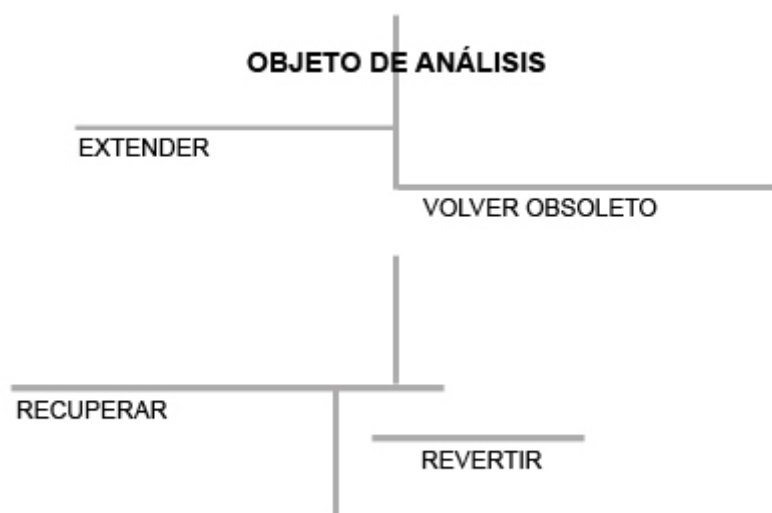 OBJETO DE ANÁLISIS
EXTENDER
VOLVER OBSOLETO
RECUPERAR
REVERTIR